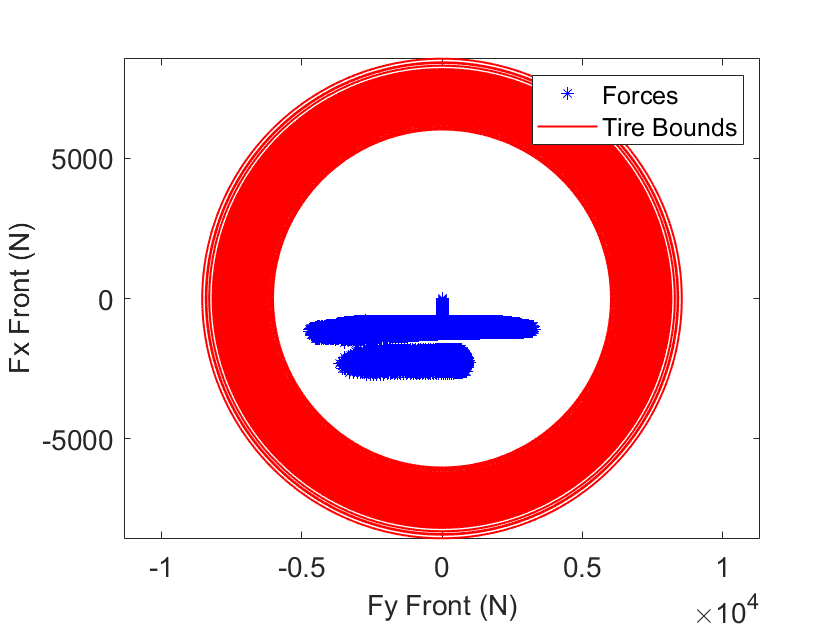 Forces
Tire Bounds
5000
0
-5000
Fx Front (N)
-1
-0.5
0
0.5
1
Fy Front (N)
×10^4